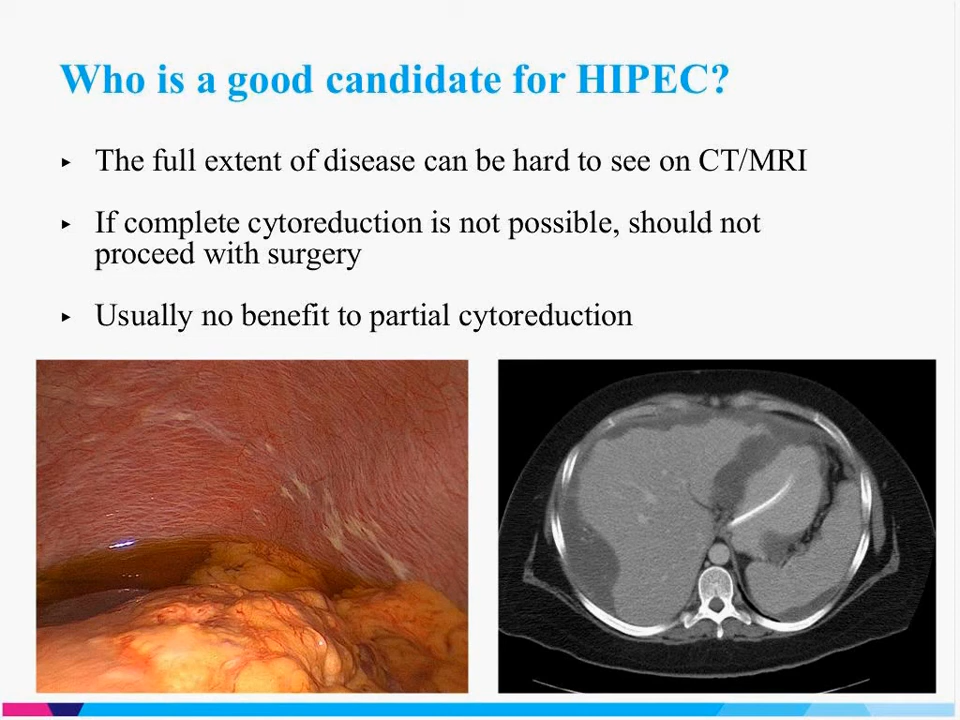 Who is a good candidate for HIPEC?
▸ The full extent of disease can be hard to see on CT/MRI
▸ If complete cytoreduction is not possible, should not
proceed with surgery
▸ Usually no benefit to partial cytoreduction